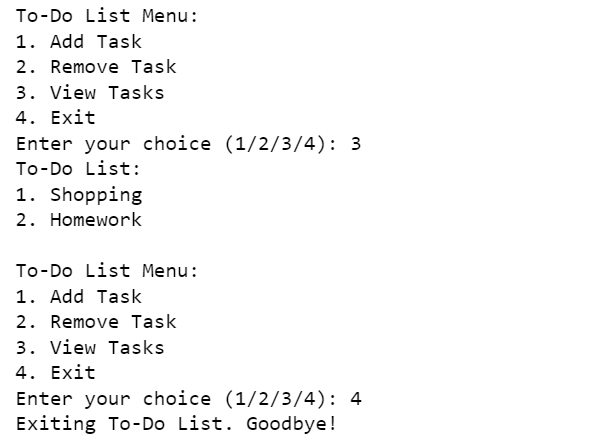 To-Do List Menu:
1. Add Task
2. Remove Task
3. View Tasks
4. Exit
Enter your choice (1/2/3/4): 3
To-Do List:
1. Shopping
2. Homework

To-Do List Menu:
1. Add Task
2. Remove Task
3. View Tasks
4. Exit
Enter your choice (1/2/3/4): 4
Exiting To-Do List. Goodbye!